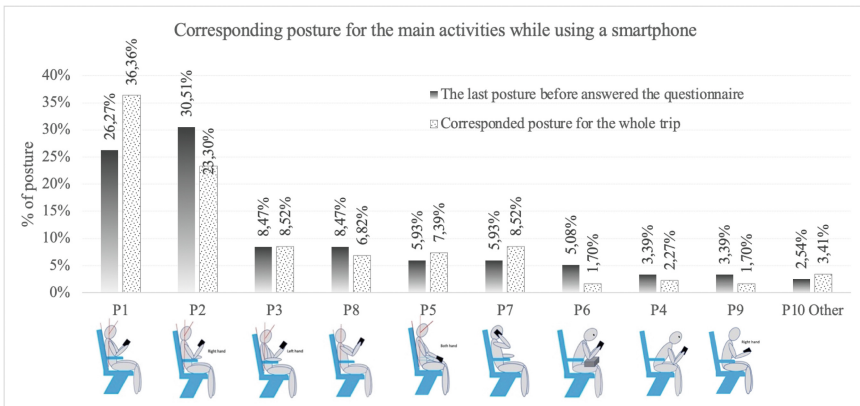 Corresponding posture for the main activities while using a smartphone
% of posture
40%
35%
30%
25%
20%
15%
10%
5%
0%
The last posture before answered the questionnaire
Corresponded posture for the whole trip
26,27% 36,36%
30,51% 23,30%
8,47% 8,52%
8,47% 6,82%
5,93% 7,39%
5,93% 8,52%
5,08% 1,70%
3,39% 2,27%
3,39% 1,70%
2,54% 3,41%
P1 P2 P3 P8 P5 P7 P6 P4 P9 P10 Other
Right hand
Left hand
Both hand
Right hand